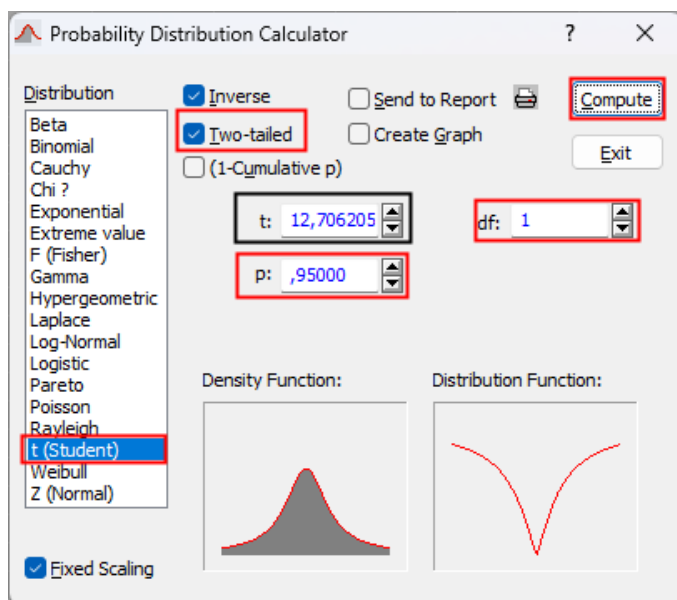 Probability Distribution Calculator ?
Distribution
Beta
Binomial
Cauchy
Chi ?
Exponential
Extreme value
F (Fisher)
Gamma
Hypergeometric
Laplace
Log-Normal
Logistic
Pareto
Poisson
Rayleigh
t (Student)
Weibull
Z (Normal)
Fixed Scaling
Inverse
Send to Report
Compute
Two-tailed
Create Graph
Exit
(1-Cumulative p)
t: 12,706205
df: 1
p: ,95000
Density Function:
Distribution Function: